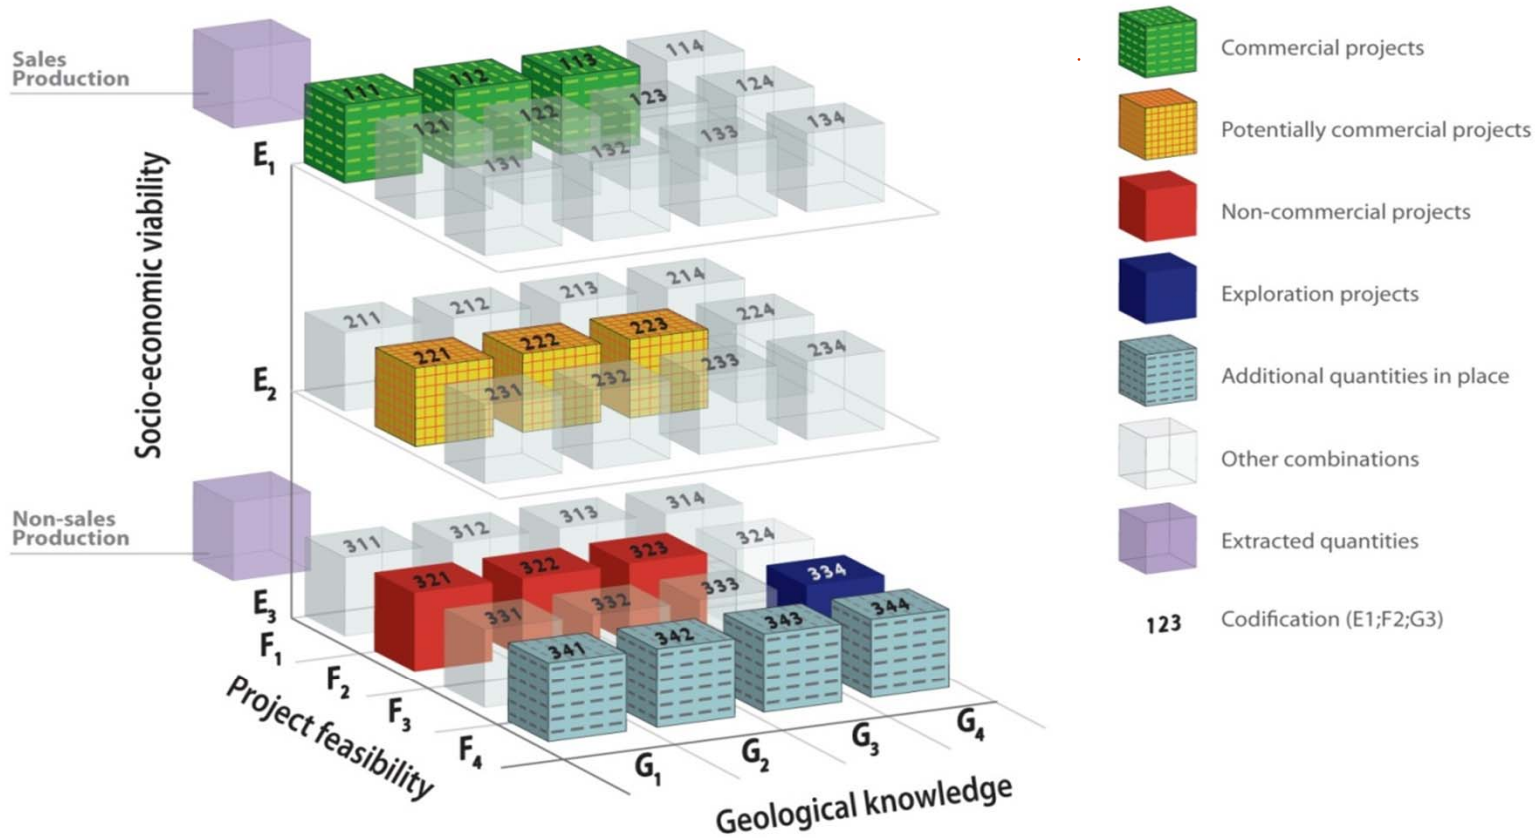 Sales
Production
E1
Socio-economic viability
111
112
113
114
121
122
123
124
131
132
133
134
E2
211
212
213
214
221
222
223
224
231
232
233
234
Non-sales
Production
E3
311
312
313
314
321
322
323
324
331
332
333
334
341
342
343
344
F1
F2
F3
F4
Project feasibility
G1
G2
G3
G4
Geological knowledge
Commercial projects
Potentially commercial projects
Non-commercial projects
Exploration projects
Additional quantities in place
Other combinations
Extracted quantities
123 Codification (E1;F2;G3)